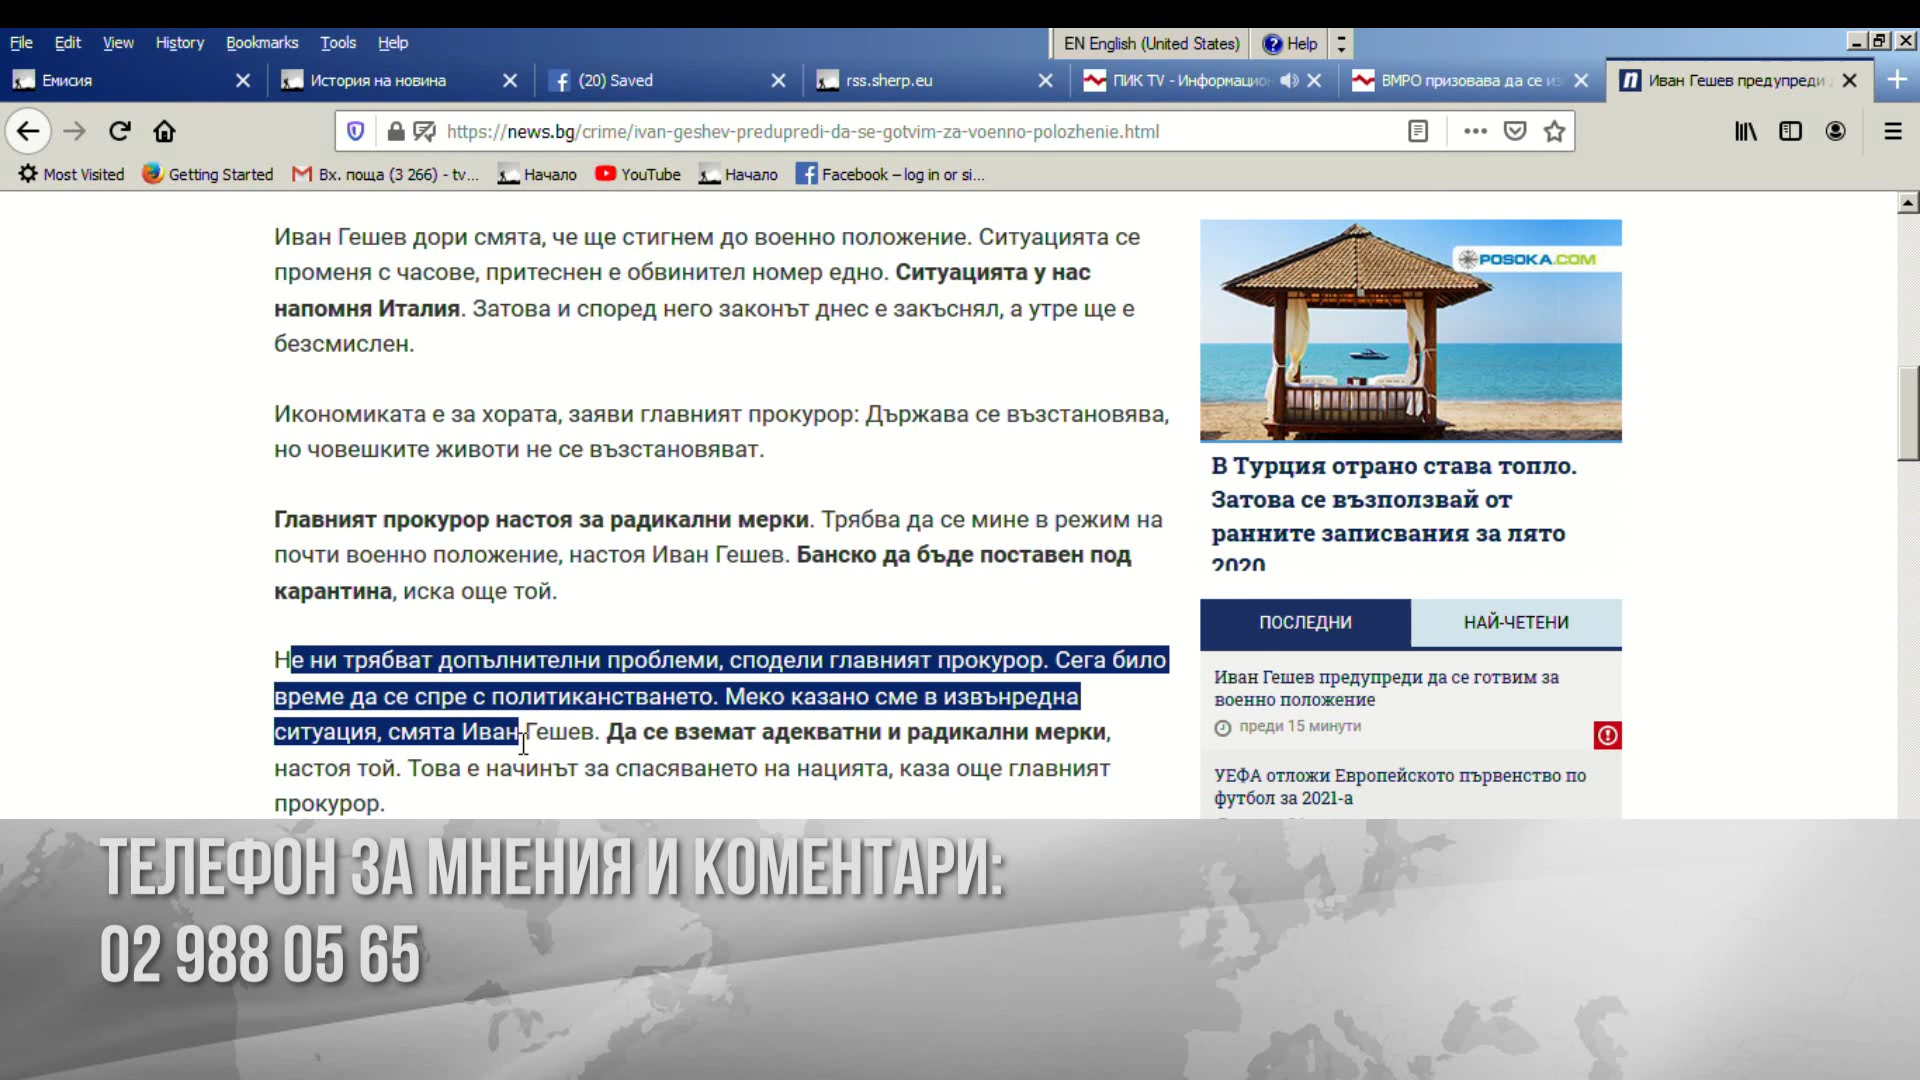 File Edit View History Bookmarks Tools Help
EN English (United States) Help
Емисия
История на новина
(20) Saved
rss.sherp.eu
ПИК TV - Информацио
ВМРО призовава да се из
Иван Гешев предупреди
https://news.bg/crime/ivan-geshev-predupredi-da-se-gotvim-za-voenno-polozhenie.html
Most Visited Getting Started Вх. поща (3 266) - tv... Начало YouTube Начало Facebook – log in or si...
Иван Гешев дори смята, че ще стигнем до военно положение. Ситуацията се
променя с часове, притеснен е обвинител номер едно. Ситуацията у нас
напомня Италия. Затова и според него законът днес е закъснял, а утре ще е
безсмислен.
Икономиката е за хората, заяви главният прокурор: Държава се възстановява,
но човешките животи не се възстановяват.
Главният прокурор настоя за радикални мерки. Трябва да се мине в режим на
почти военно положение, настоя Иван Гешев. Банско да бъде поставен под
карантина, иска още той.
Не ни трябват допълнителни проблеми, сподели главният прокурор. Сега било
време да се спре с политиканстването. Меко казано сме в извънредна
ситуация, смята Иван Гешев. Да се вземат адекватни и радикални мерки,
настоя той. Това е начинът за спасяването на нацията, каза още главният
прокурор.
POSOKA.COM
В Турция отрано става топло.
Затова се възползвай от
ранните записвания за лято
2020
ПОСЛЕДНИ НАЙ-ЧЕТЕНИ
Иван Гешев предупреди да се готвим за
военно положение
преди 15 минути
УЕФА отложи Европейското първенство по
футбол за 2021-а
ТЕЛЕФОН ЗА МНЕНИЯ И КОМЕНТАРИ:
02 988 05 65